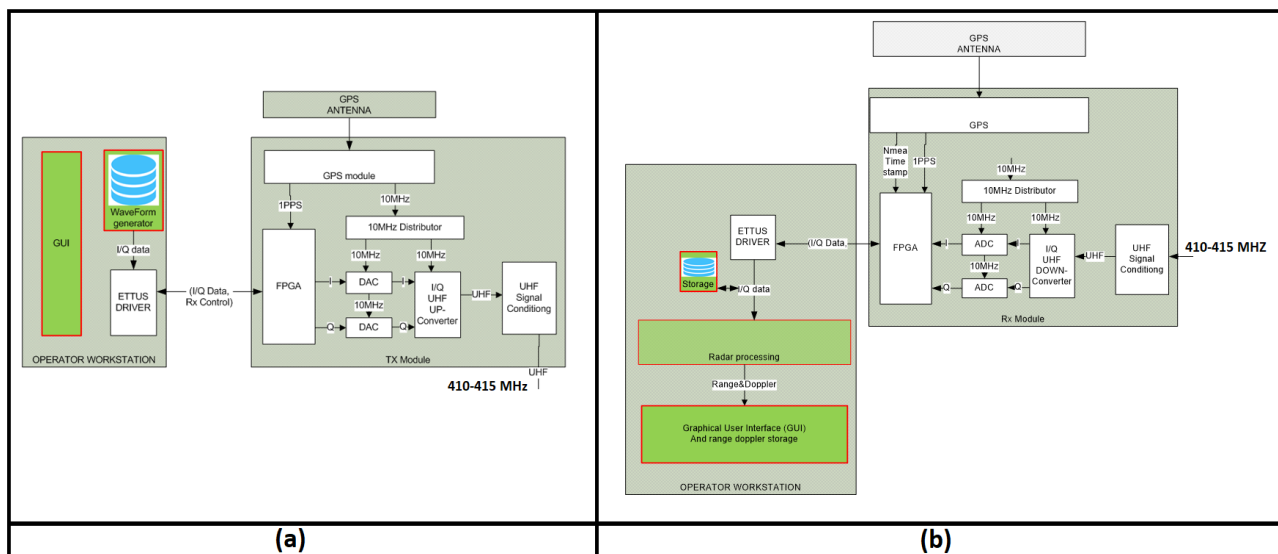 GPS
ANTENNA
GUI
WaveForm
generator
I/Q data
ETTUS
DRIVER
OPERATOR WORKSTATION
(I/Q Data,
Rx Control)
GPS module
1PPS
10MHz
10MHz Distributor
10MHz
10MHz
FPGA
I
DAC
I
10MHz
Q
DAC
Q
I/Q
UHF
UP-
Converter
UHF
UHF
Signal
Conditiong
TX Module
UHF
410-415 MHz
(a)
GPS
ANTENNA
GPS
Nmea
Time
stamp
1PPS
10MHz
10MHz Distributor
10MHz
10MHz
FPGA
I
ADC
I
10MHz
Q
ADC
Q
I/Q
UHF
DOWN-
Converter
UHF
UHF
Signal
Conditiong
410-415 MHZ
Rx Module
ETTUS
DRIVER
(I/Q Data,
Storage
I/Q data
Radar processing
Range&Doppler
Graphical User Interface (GUI)
And range doppler storage
OPERATOR WORKSTATION
(b)